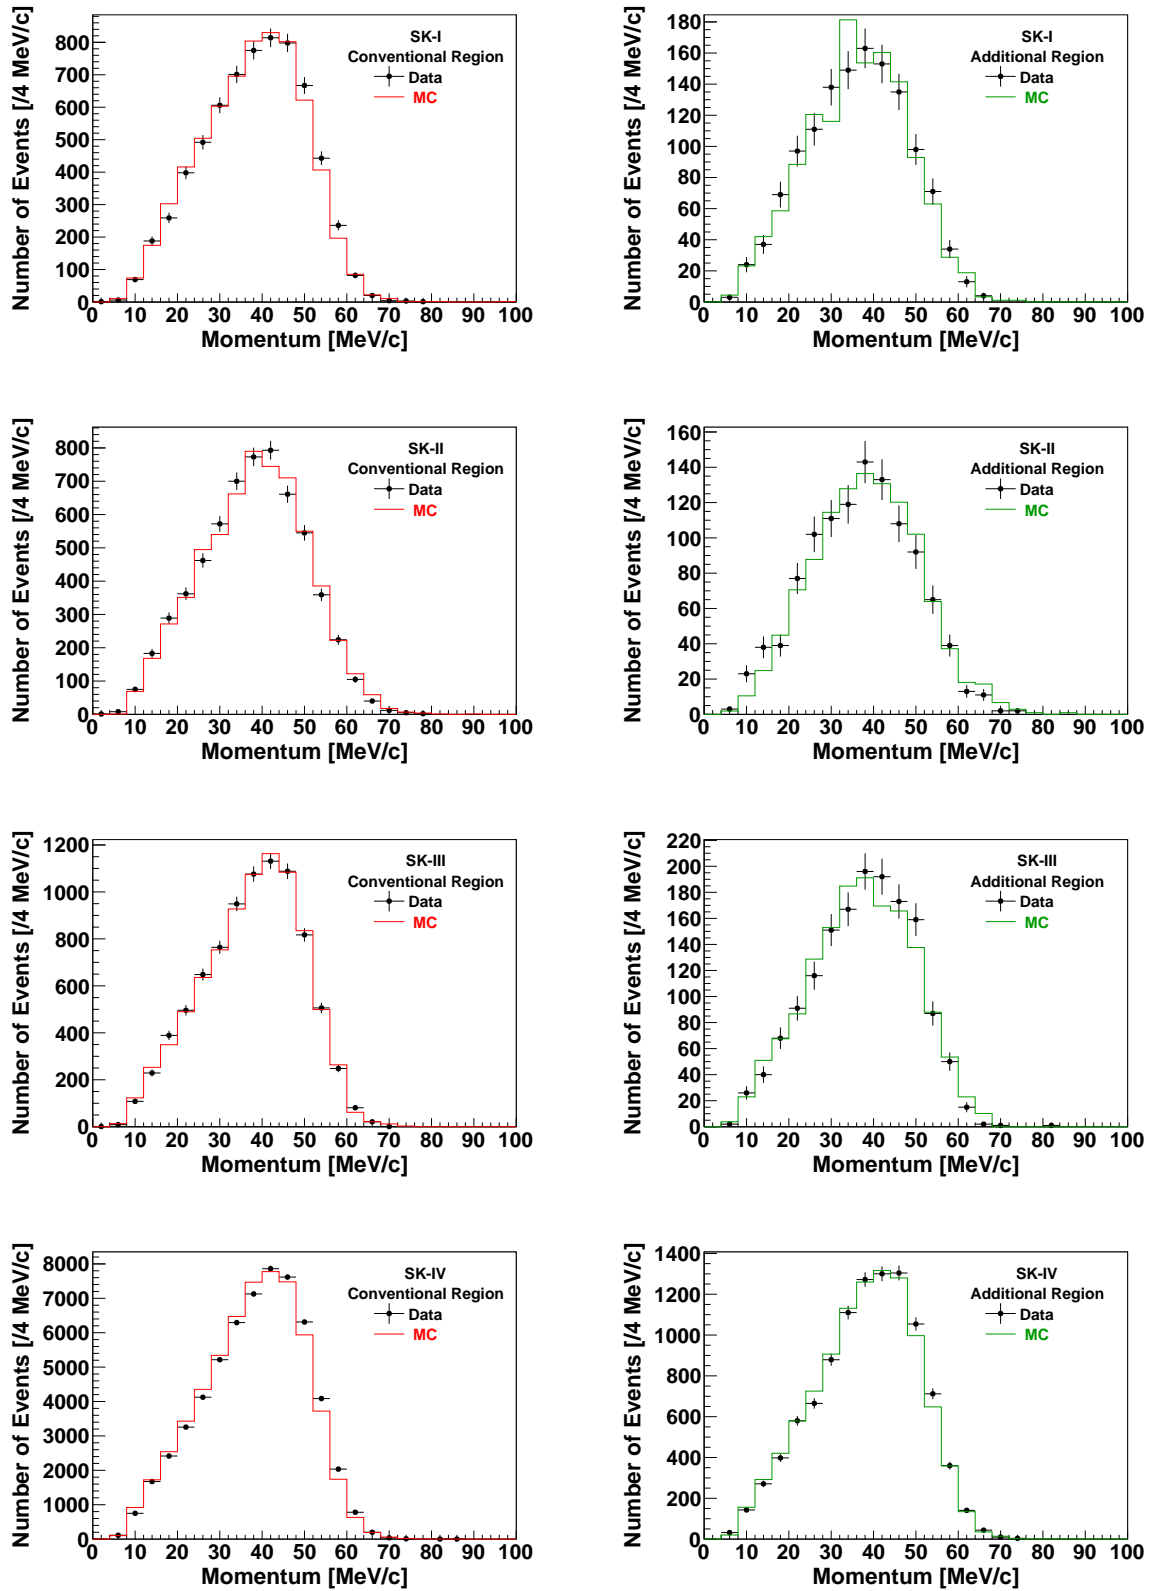 Number of Events [/4 MeV/c]
800
700
600
500
400
300
200
100
0
0 10 20 30 40 50 60 70 80 90 100
Momentum [MeV/c]
SK-I
Conventional Region
Data
MC
Number of Events [/4 MeV/c]
180
160
140
120
100
80
60
40
20
0
0 10 20 30 40 50 60 70 80 90 100
Momentum [MeV/c]
SK-I
Additional Region
Data
MC
Number of Events [/4 MeV/c]
800
700
600
500
400
300
200
100
0
0 10 20 30 40 50 60 70 80 90 100
Momentum [MeV/c]
SK-II
Conventional Region
Data
MC
Number of Events [/4 MeV/c]
160
140
120
100
80
60
40
20
0
0 10 20 30 40 50 60 70 80 90 100
Momentum [MeV/c]
SK-II
Additional Region
Data
MC
Number of Events [/4 MeV/c]
1200
1000
800
600
400
200
0
0 10 20 30 40 50 60 70 80 90 100
Momentum [MeV/c]
SK-III
Conventional Region
Data
MC
Number of Events [/4 MeV/c]
220
200
180
160
140
120
100
80
60
40
20
0
0 10 20 30 40 50 60 70 80 90 100
Momentum [MeV/c]
SK-III
Additional Region
Data
MC
Number of Events [/4 MeV/c]
8000
7000
6000
5000
4000
3000
2000
1000
0
0 10 20 30 40 50 60 70 80 90 100
Momentum [MeV/c]
SK-IV
Conventional Region
Data
MC
Number of Events [/4 MeV/c]
1400
1200
1000
800
600
400
200
0
0 10 20 30 40 50 60 70 80 90 100
Momentum [MeV/c]
SK-IV
Additional Region
Data
MC